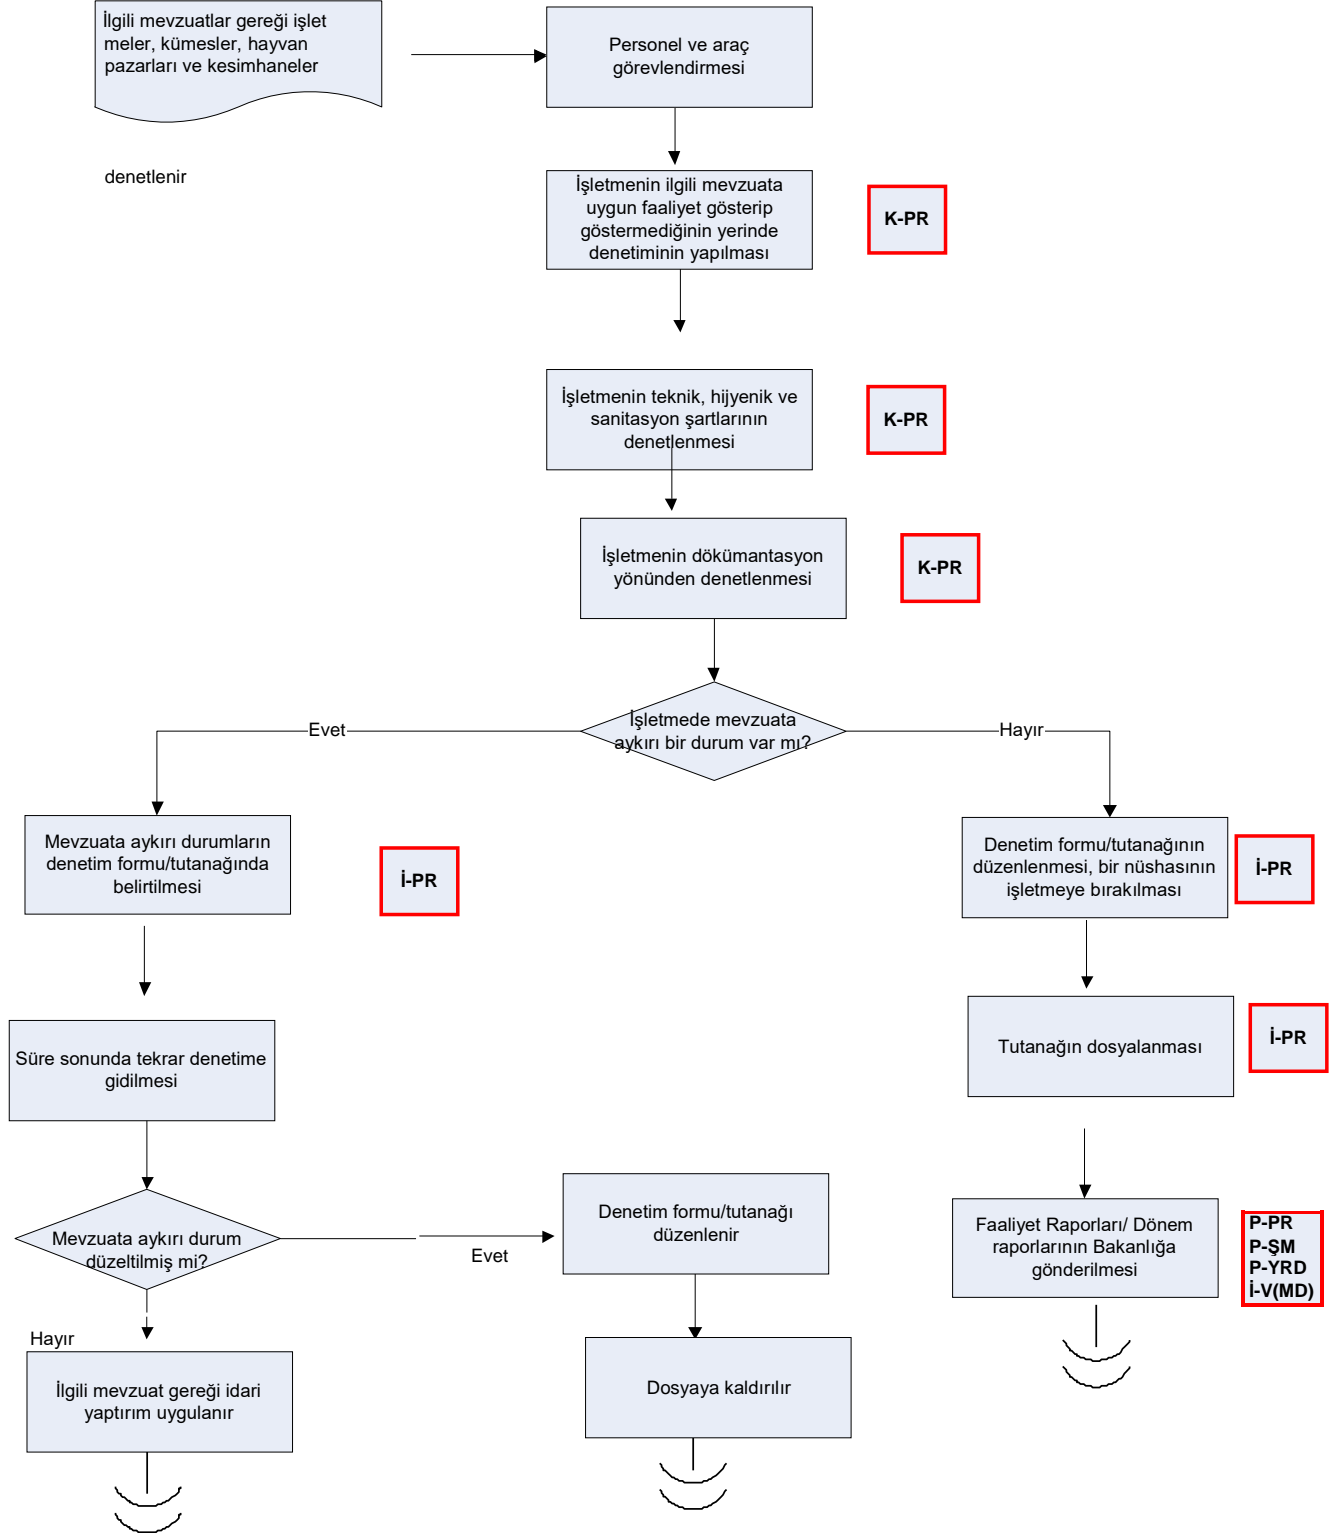 İlgili mevzuatlar gereği işlet
meler, kümesler, hayvan
pazarları ve kesimhaneler
denetlenir
Personel ve araç
görevlendirmesi
İşletmenin ilgili mevzuata
uygun faaliyet gösterip
göstermediğinin yerinde
denetiminin yapılması
K-PR
İşletmenin teknik, hijyenik ve
sanitasyon şartlarının
denetlenmesi
K-PR
İşletmenin dökümantasyon
yönünden denetlenmesi
K-PR
İşletmede mevzuata
aykırı bir durum var mı?
Evet
Hayır
Mevzuata aykırı durumların
denetim formu/tutanağında
belirtilmesi
İ-PR
Denetim formu/tutanağının
düzenlenmesi, bir nüshasının
işletmeye bırakılması
İ-PR
Süre sonunda tekrar denetime
gidilmesi
Tutanağın dosyalanması
İ-PR
Mevzuata aykırı durum
düzeltilmiş mi?
Evet
Denetim formu/tutanağı
düzenlenir
Faaliyet Raporları/ Dönem
raporlarının Bakanlığa
gönderilmesi
P-PR
P-ŞM
P-YRD
İ-V(MD)
Hayır
İlgili mevzuat gereği idari
yaptırım uygulanır
Dosyaya kaldırılır